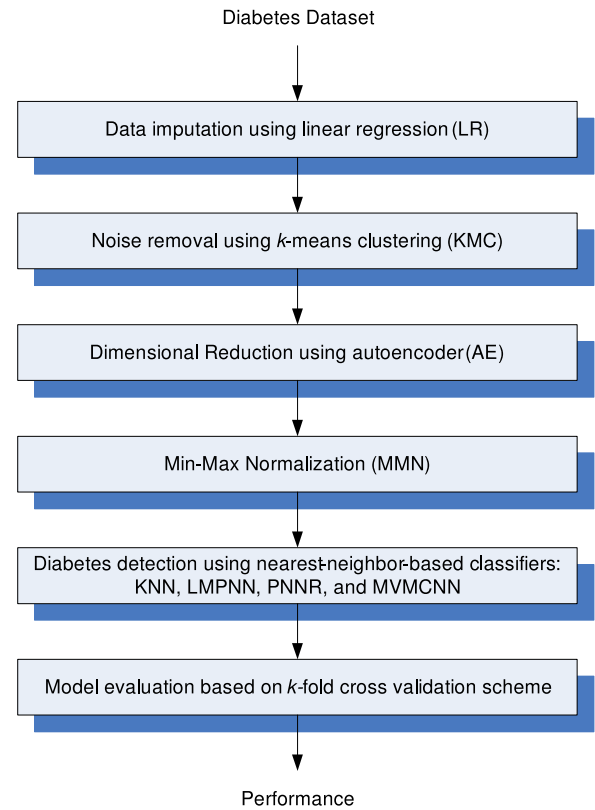 Diabetes Dataset
Data imputation using linear regression (LR)
Noise removal using k-means clustering (KMC)
Dimensional Reduction using autoencoder (AE)
Min-Max Normalization (MMN)
Diabetes detection using nearest-neighbor-based classifiers:
KNN, LMPNN, PNNR, and MVMCNN
Model evaluation based on k-fold cross validation scheme
Performance